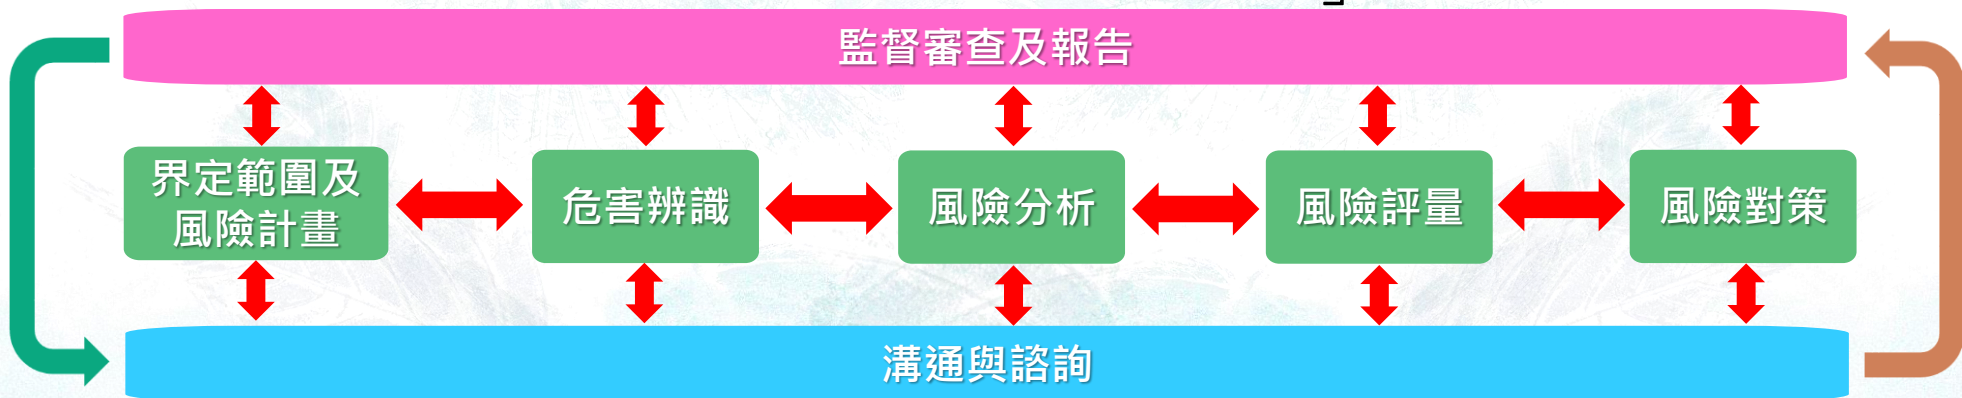 』
監督審查及報告
界定範圍及
風險計畫
危害辨識
風險分析
風險評量
風險對策
溝通與諮詢